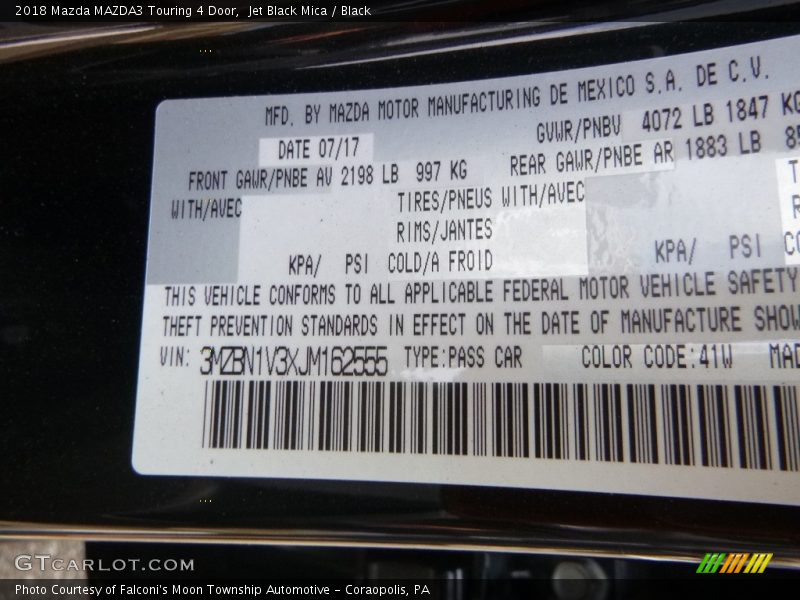 2018 Mazda MAZDA3 Touring 4 Door, Jet Black Mica / Black
MFD. BY MAZDA MOTOR MANUFACTURING DE MEXICO S.A. DE C.V.
DATE 07/17 GVWR/PNBV 4072 LB 1847 KG
FRONT GAWR/PNBE AV 2198 LB 997 KG REAR GAWR/PNBE AR 1883 LB
WITH/AVEC TIRES/PNEUS WITH/AVEC
RIMS/JANTES
KPA/ PSI COLD/A FROID KPA/ PSI
THIS VEHICLE CONFORMS TO ALL APPLICABLE FEDERAL MOTOR VEHICLE SAFETY
THEFT PREVENTION STANDARDS IN EFFECT ON THE DATE OF MANUFACTURE SHOW
VIN: 3MZBN1V3XJM162555 TYPE:PASS CAR COLOR CODE:41W MAD
GTCARLOT.COM
Photo Courtesy of Falconi's Moon Township Automotive – Coraopolis, PA